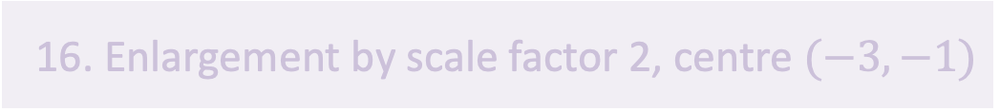 16. Enlargement by scale factor 2, centre (−3, −1)